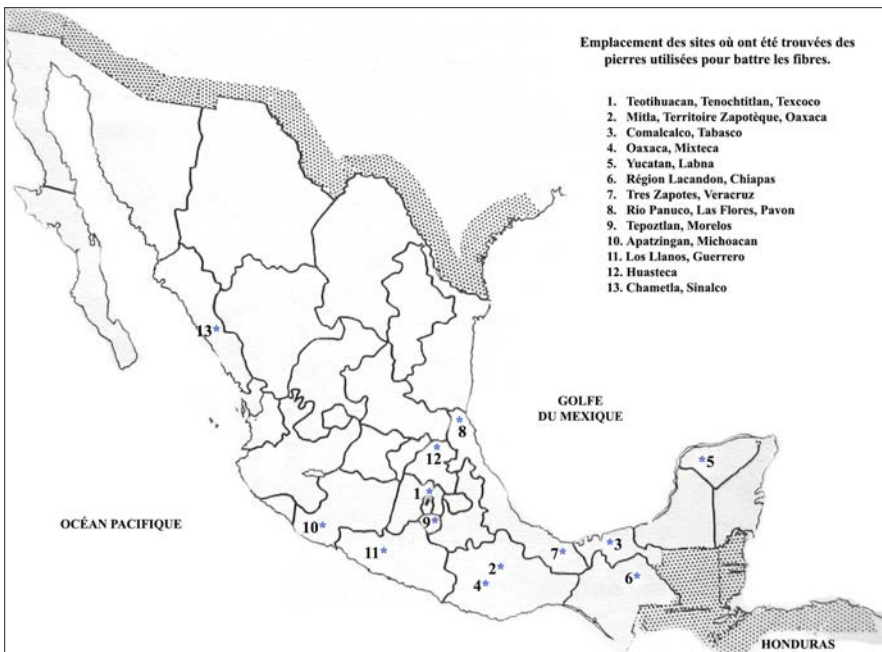 Emplacement des sites où ont été trouvées des
pierres utilisées pour battre les fibres.
1. Teotihuacan, Tenochtitlan, Texcoco
2. Mitla, Territoire Zapotèque, Oaxaca
3. Comalcalco, Tabasco
4. Oaxaca, Mixteca
5. Yucatan, Labna
6. Région Lacandon, Chiapas
7. Tres Zapotes, Veracruz
8. Rio Panuco, Las Flores, Pavon
9. Tepoztlan, Morelos
10. Apatzingan, Michoacan
11. Los Llanos, Guerrero
12. Huasteca
13. Chametla, Sinalco
13*
GOLFE
DU MEXIQUE
*
8
*
12
*5
1*
OCÉAN PACIFIQUE
10*
9*
11*
7*
*3
2*
4*
6*
HONDURAS